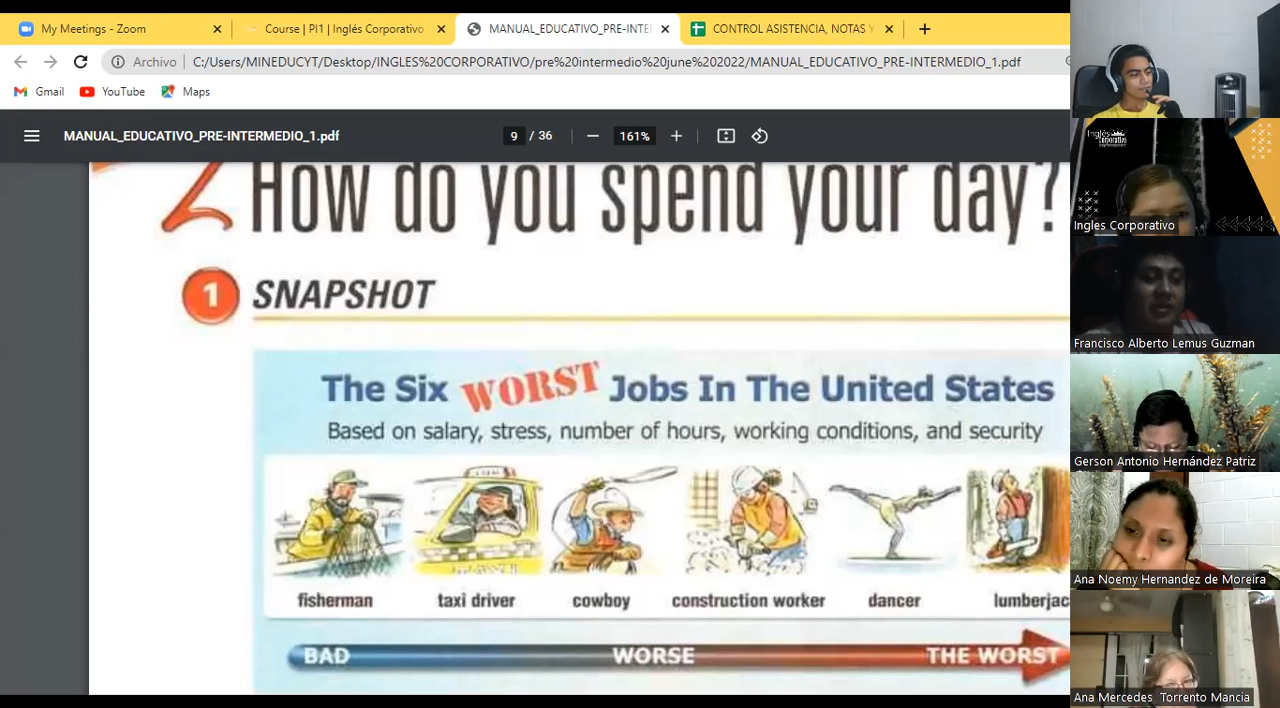 My Meetings - Zoom
Course | PI1 | Inglés Corporativo
MANUAL_EDUCATIVO_PRE-INTER
CONTROL ASISTENCIA, NOTAS Y
Archivo
C:/Users/MINEDUCYT/Desktop/INGLES%20CORPORATIVO/pre%20intermedio%20june%202022/MANUAL_EDUCATIVO_PRE-INTERMEDIO_1.pdf
Gmail
YouTube
Maps
MANUAL_EDUCATIVO_PRE-INTERMEDIO_1.pdf
9 / 36
161%
2 How do you spend your day?
1 SNAPSHOT
The Six WORST Jobs In The United States
Based on salary, stress, number of hours, working conditions, and security
TAXI
fisherman
taxi driver
cowboy
construction worker
dancer
lumberjac
BAD
WORSE
THE WORST
Inglés
Corporativo
Ingles Corporativo
Francisco Alberto Lemus Guzman
Gerson Antonio Hernández Patriz
Ana Noemy Hernandez de Moreira
Ana Mercedes Torrento Mancia